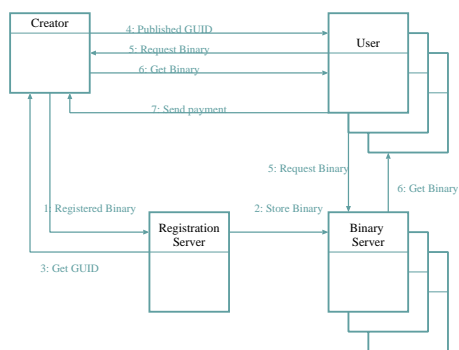 Creator
4: Published GUID
User
5: Request Binary
6: Get Binary
7: Send payment
5: Request Binary
6: Get Binary
1: Registered Binary
2: Store Binary
Registration
Server
Binary
Server
3: Get GUID